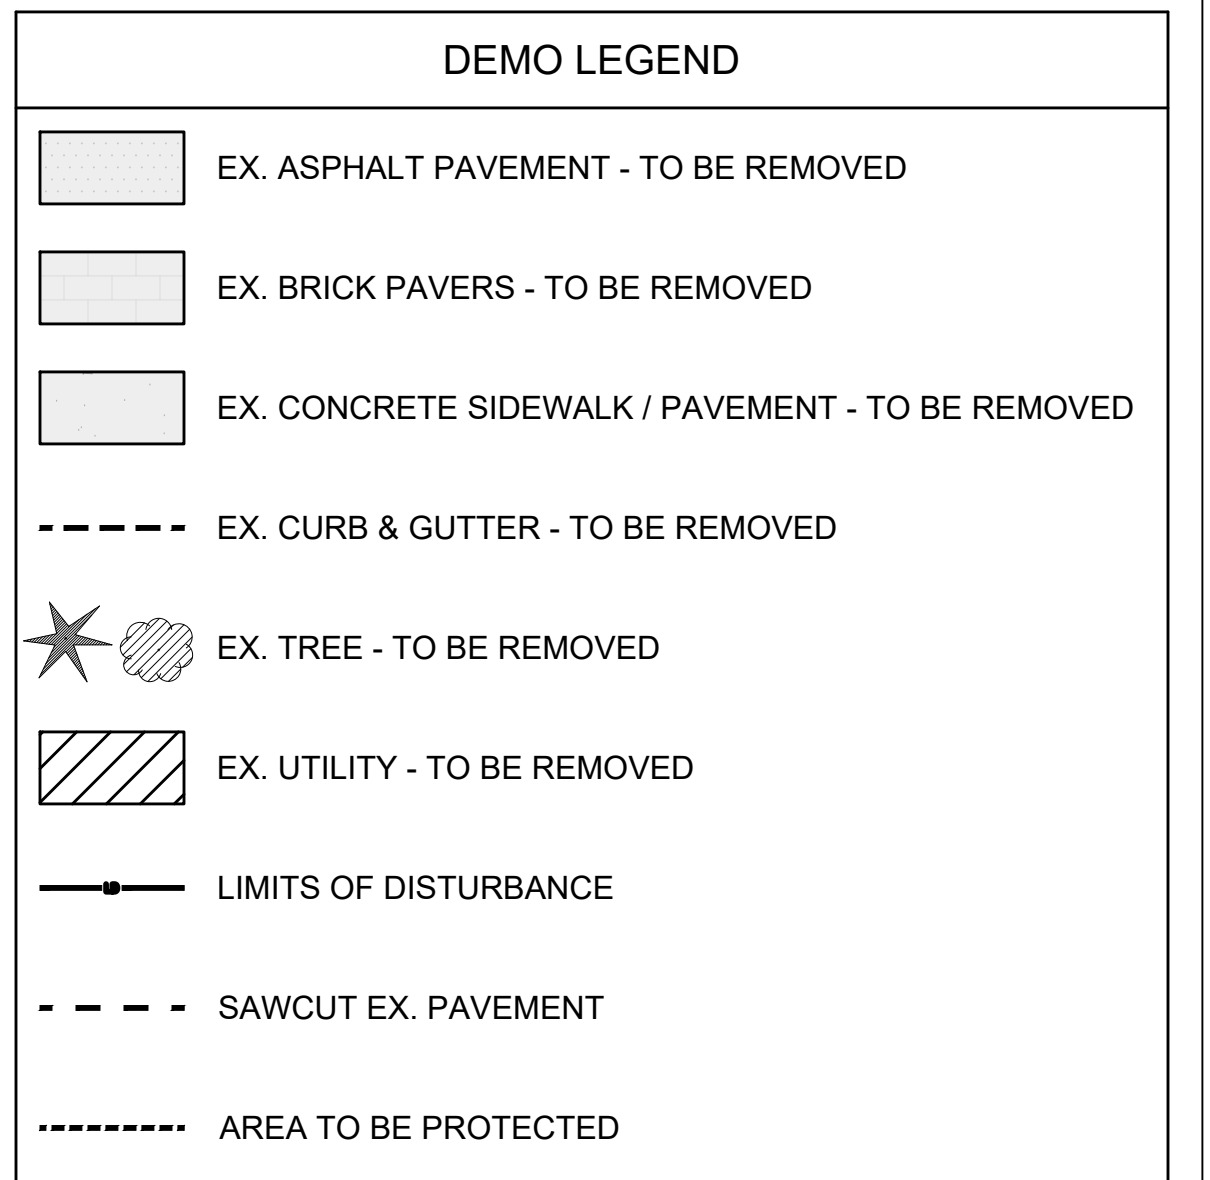 DEMO LEGEND
EX. ASPHALT PAVEMENT - TO BE REMOVED
EX. BRICK PAVERS - TO BE REMOVED
EX. CONCRETE SIDEWALK / PAVEMENT - TO BE REMOVED
EX. CURB & GUTTER - TO BE REMOVED
EX. TREE - TO BE REMOVED
EX. UTILITY - TO BE REMOVED
LIMITS OF DISTURBANCE
SAWCUT EX. PAVEMENT
AREA TO BE PROTECTED